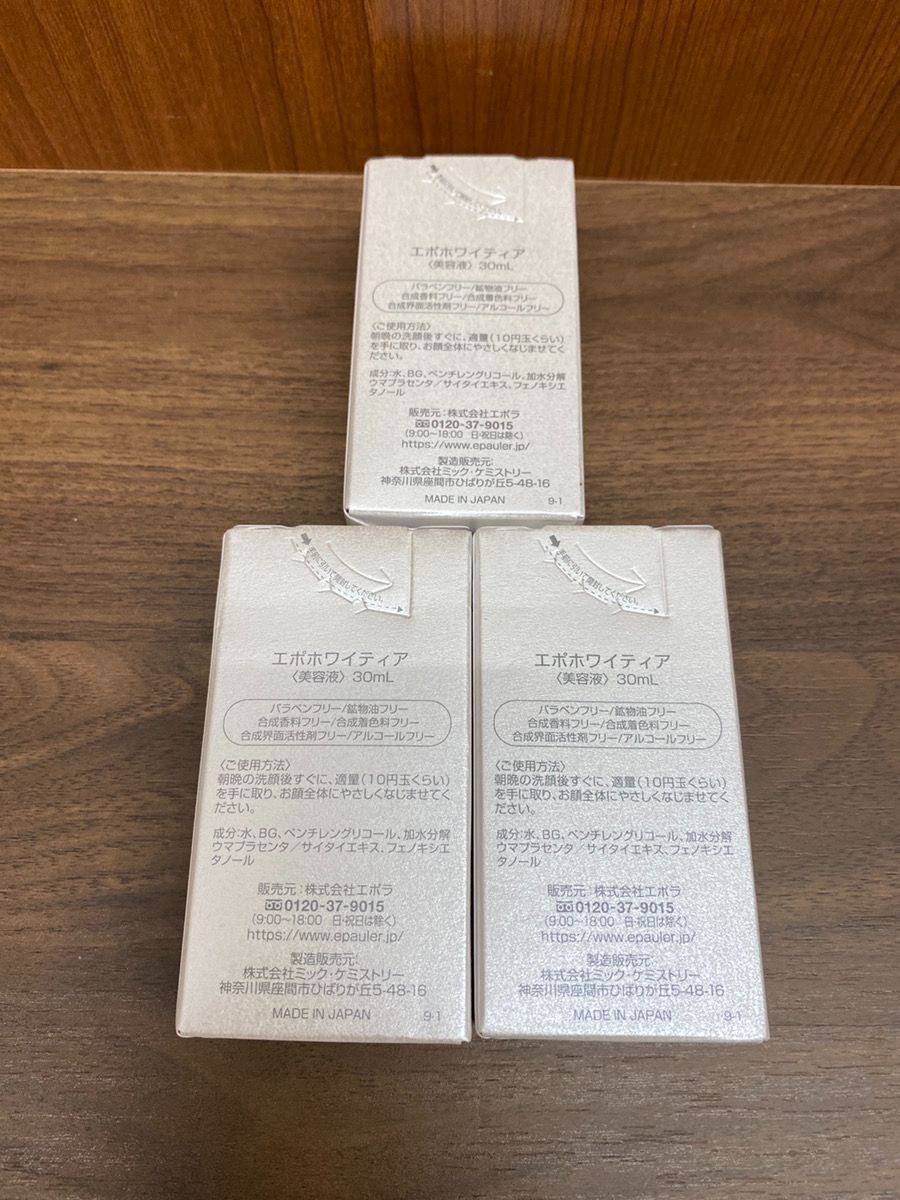 エポホワイティア
〈美容液〉 30mL
パラベンフリー/鉱物油フリー
合成香料フリー/合成着色料フリー
合成界面活性剤フリー/アルコールフリー
〈ご使用方法〉
朝晩の洗顔後すぐに、適量(10円玉くらい)
を手に取り、お顔全体にやさしくなじませてく
ださい。
成分:水、BG、ペンチレングリコール、加水分解
ウマプラセンタ/サイタイエキス、フェノキシエ
タノール
販売元:株式会社エポラ
0120-37-9015
(9:00~18:00 日・祝日は除く)
https://www.epauler.jp/
製造販売元:
株式会社ミック・ケミストリー
神奈川県座間市ひばりが丘5-48-16
MADE IN JAPAN 9-1
手前に引いて開封してください。
エポホワイティア
〈美容液〉 30mL
パラベンフリー/鉱物油フリー
合成香料フリー/合成着色料フリー
合成界面活性剤フリー/アルコールフリー
〈ご使用方法〉
朝晩の洗顔後すぐに、適量(10円玉くらい)
を手に取り、お顔全体にやさしくなじませてく
ださい。
成分:水、BG、ペンチレングリコール、加水分解
ウマプラセンタ/サイタイエキス、フェノキシエ
タノール
販売元:株式会社エポラ
0120-37-9015
(9:00~18:00 日・祝日は除く)
https://www.epauler.jp/
製造販売元:
株式会社ミック・ケミストリー
神奈川県座間市ひばりが丘5-48-16
MADE IN JAPAN 9-1
手前に引いて開封してください。
エポホワイティア
〈美容液〉 30mL
パラベンフリー/鉱物油フリー
合成香料フリー/合成着色料フリー
合成界面活性剤フリー/アルコールフリー
〈ご使用方法〉
朝晩の洗顔後すぐに、適量(10円玉くらい)
を手に取り、お顔全体にやさしくなじませてく
ださい。
成分:水、BG、ペンチレングリコール、加水分解
ウマプラセンタ/サイタイエキス、フェノキシエ
タノール
販売元:株式会社エポラ
0120-37-9015
(9:00~18:00 日・祝日は除く)
https://www.epauler.jp/
製造販売元:
株式会社ミック・ケミストリー
神奈川県座間市ひばりが丘5-48-16
MADE IN JAPAN 9-1